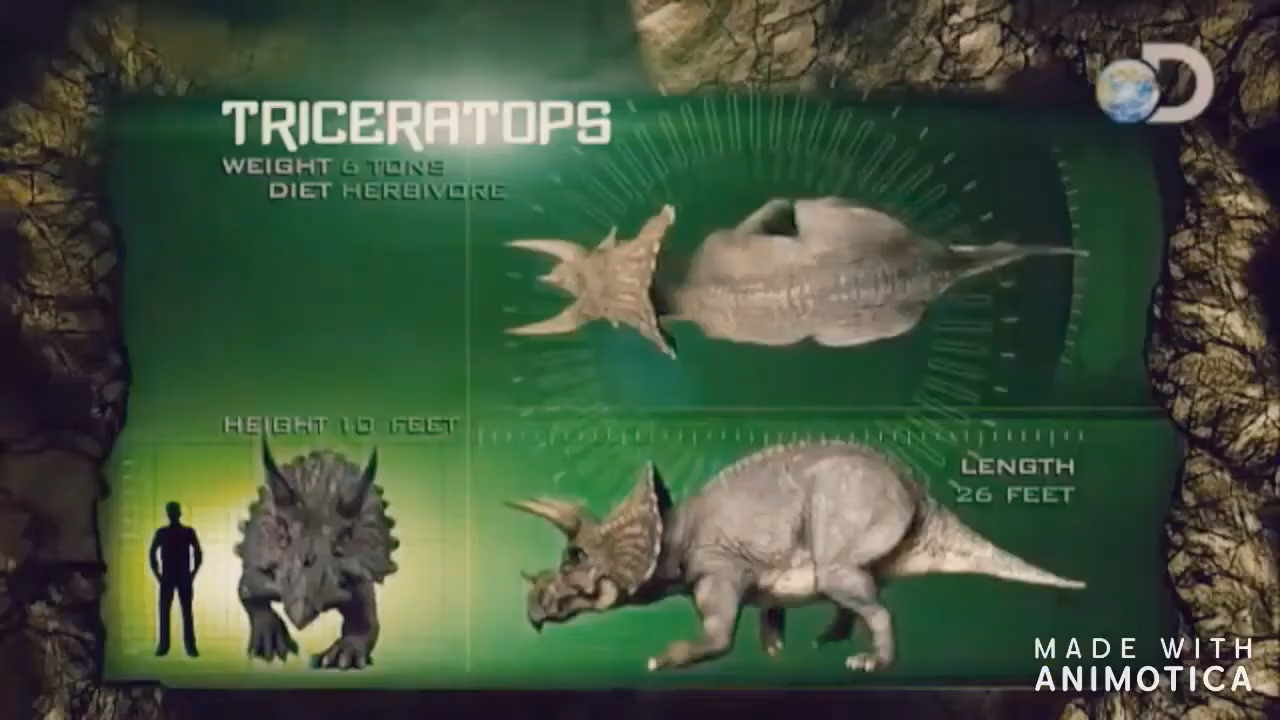 TRICERATOPS
WEIGHT 6 TONS
DIET HERBIVORE
HEIGHT 10 FEET
LENGTH
26 FEET
MADE WITH
ANIMOTICA